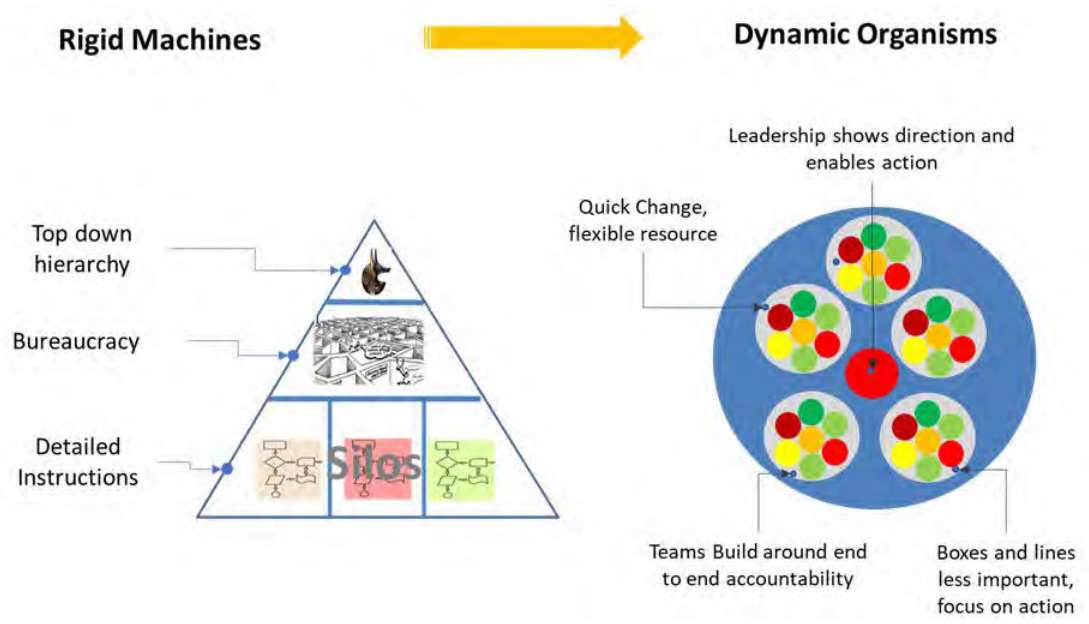 Rigid Machines
Dynamic Organisms
Top down
hierarchy
Bureaucracy
Detailed
Instructions
Silos
Leadership shows direction and
enables action
Quick Change,
flexible resource
Teams Build around end
to end accountability
Boxes and lines
less important,
focus on action